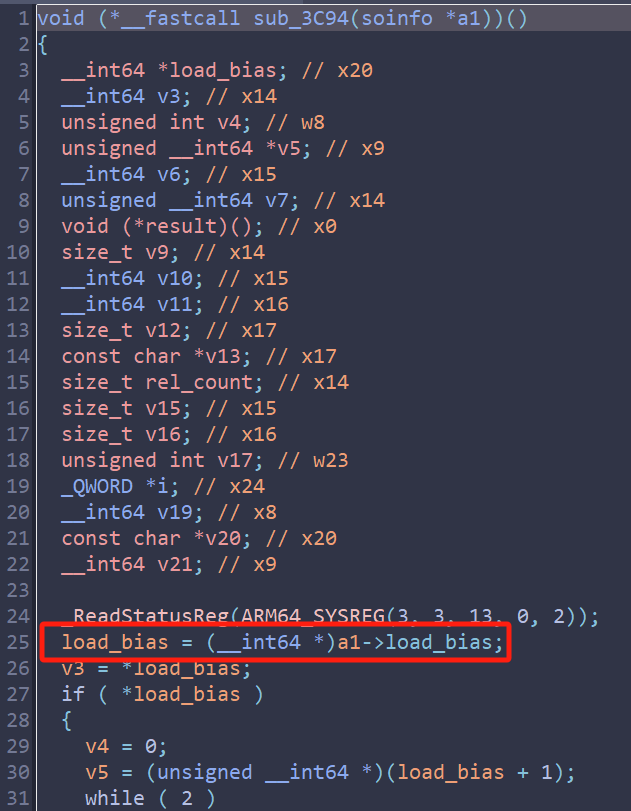 1 void (*__fastcall sub_3C94(soinfo *a1))()
2 {
3 __int64 *load_bias; // x20
4 __int64 v3; // x14
5 unsigned int v4; // w8
6 unsigned __int64 *v5; // x9
7 __int64 v6; // x15
8 unsigned __int64 v7; // x14
9 void (*result)(); // x0
10 size_t v9; // x14
11 __int64 v10; // x15
12 __int64 v11; // x16
13 size_t v12; // x17
14 const char *v13; // x17
15 size_t rel_count; // x14
16 size_t v15; // x15
17 size_t v16; // x16
18 unsigned int v17; // w23
19 _QWORD *i; // x24
20 __int64 v19; // x8
21 const char *v20; // x20
22 __int64 v21; // x9
23
24 _ReadStatusReg(ARM64_SYSREG(3, 3, 13, 0, 2));
25 load_bias = (__int64 *)a1->load_bias;
26 v3 = *load_bias;
27 if ( *load_bias )
28 {
29 v4 = 0;
30 v5 = (unsigned __int64 *)(load_bias + 1);
31 while ( 2 )